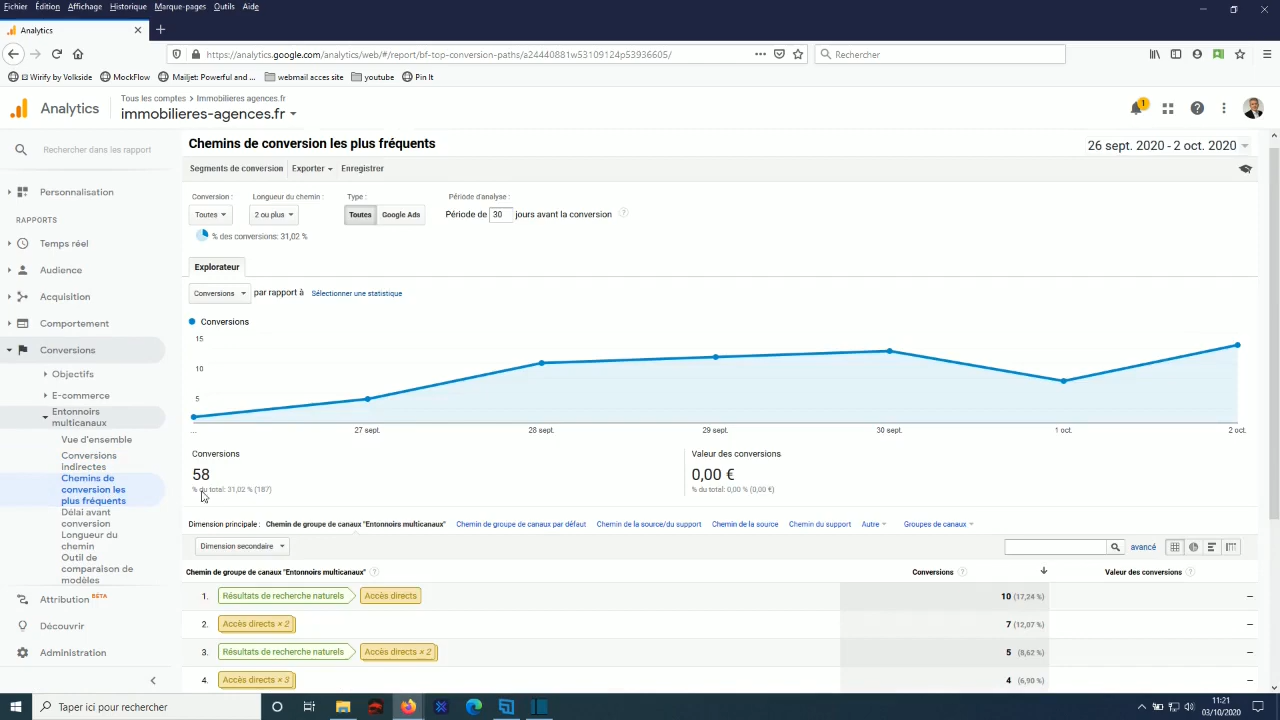 Fichier Édition Affichage Historique Marque-pages Outils Aide
Analytics
https://analytics.google.com/analytics/web/#/report/bf-top-conversion-paths/a24440881w53109124p53936605/
Rechercher
Wirify by Volkside MockFlow Mailjet: Powerful and ... webmail acces site youtube Pin It
Analytics
Tous les comptes > Immobilieres agences.fr
immobilieres-agences.fr
1
Rechercher dans les rapport
Personnalisation
RAPPORTS
Temps réel
Audience
Acquisition
Comportement
Conversions
Objectifs
E-commerce
Entonnoirs
multicanaux
Vue d'ensemble
Conversions
indirectes
Chemins de
conversion les
plus fréquents
Délai avant
conversion
Longueur du
chemin
Outil de
comparaison de
modèles
Attribution BÊTA
Découvrir
Administration
Chemins de conversion les plus fréquents
26 sept. 2020 - 2 oct. 2020
Segments de conversion Exporter Enregistrer
Conversion : Longueur du chemin : Type : Période d'analyse :
Toutes 2 ou plus Toutes Google Ads Période de 30 jours avant la conversion ?
% des conversions: 31,02 %
Explorateur
Conversions par rapport à Sélectionner une statistique
Conversions
15
10
5
... 27 sept. 28 sept. 29 sept. 30 sept. 1 oct. 2 oct.
Conversions Valeur des conversions
58 0,00 €
% du total: 31,02 % (187) % du total: 0,00 % (0,00 €)
Dimension principale : Chemin de groupe de canaux "Entonnoirs multicanaux" Chemin de groupe de canaux par défaut Chemin de la source/du support Chemin de la source Chemin du support Autre Groupes de canaux
Dimension secondaire avancé
Chemin de groupe de canaux "Entonnoirs multicanaux" ? Conversions ? Valeur des conversions ?
1. Résultats de recherche naturels Accès directs 10 (17,24 %) —
2. Accès directs × 2 7 (12,07 %) —
3. Résultats de recherche naturels Accès directs × 2 5 (8,62 %) —
4. Accès directs × 3 4 (6,90 %) —
Taper ici pour rechercher
11:21
03/10/2020